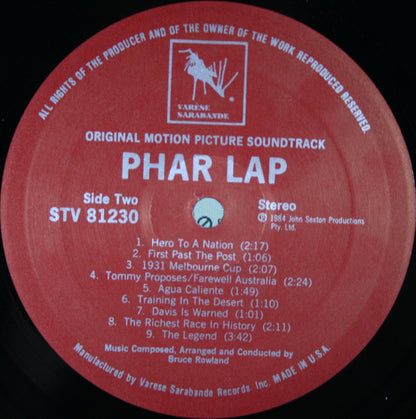 ALL RIGHTS OF THE PRODUCER AND OF THE OWNER OF THE WORK REPRODUCED RESERVED.
VARÈSE
SARABANDE
ORIGINAL MOTION PICTURE SOUNDTRACK
PHAR LAP
Side Two
STV 81230
Stereo
℗ 1984 John Sexton Productions
Pty. Ltd.
1. Hero To A Nation (2:17)
2. First Past The Post (1:06)
3. 1931 Melbourne Cup (2:07)
4. Tommy Proposes/Farewell Australia (2:24)
5. Agua Caliente (1:49)
6. Training In The Desert (1:10)
7. Davis Is Warned (1:01)
8. The Richest Race In History (2:11)
9. The Legend (3:42)
Music Composed, Arranged and Conducted by
Bruce Rowland
Manufactured by Varese Sarabande Records Inc. MADE IN U.S.A.